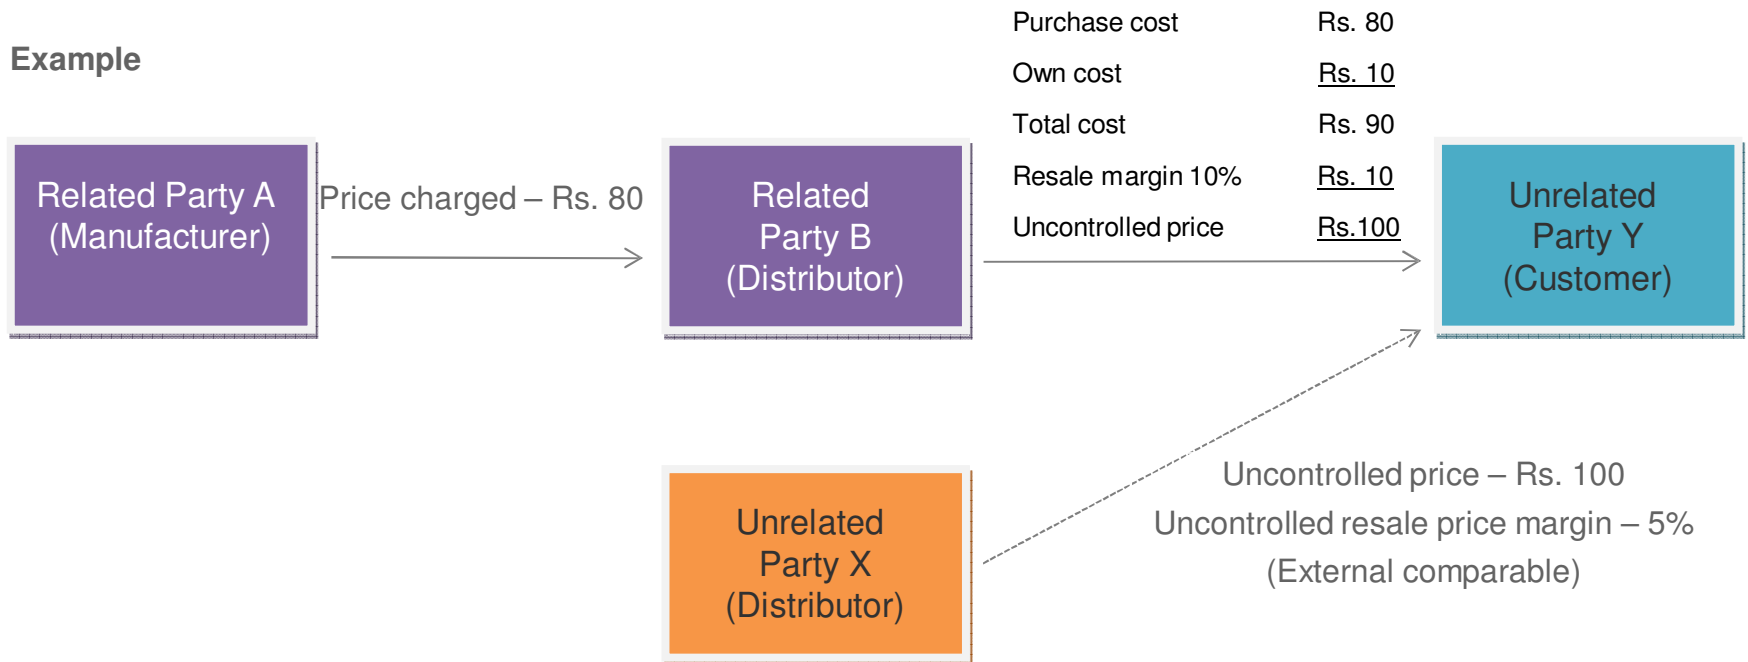 Example
Purchase cost Rs. 80
Own cost Rs. 10
Total cost Rs. 90
Resale margin 10% Rs. 10
Uncontrolled price Rs.100
Related Party A
(Manufacturer)
Price charged – Rs. 80
Related
Party B
(Distributor)
Unrelated
Party Y
(Customer)
Unrelated
Party X
(Distributor)
Uncontrolled price – Rs. 100
Uncontrolled resale price margin – 5%
(External comparable)